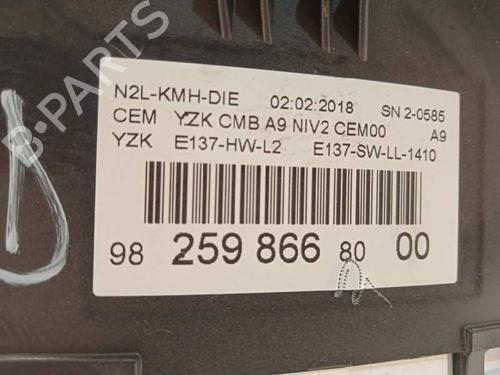 B-PARTS
N2L-KMH-DIE 02:02:2018 SN 2-0585
CEM YZK CMB A9 NIV2 CEM00 A9
YZK E137-HW-L2 E137-SW-LL-1410
98 259 866 80 00